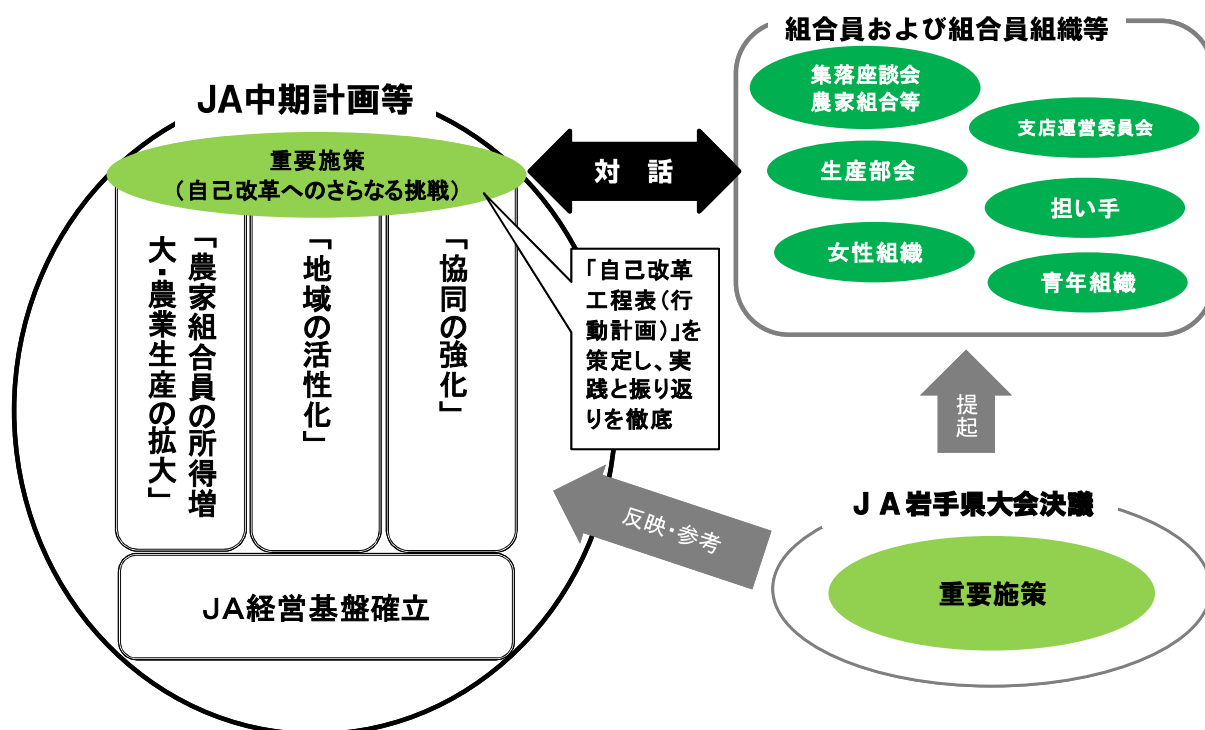 JA中期計画等
重要施策
（自己改革へのさらなる挑戦）
「農家組合員の所得増
大・農業生産の拡大」
「地域の活性化」
「協同の強化」
JA経営基盤確立
「自己改革
工程表（行
動計画）」を
策定し、実
践と振り返
りを徹底
対　話
組合員および組合員組織等
集落座談会
農家組合等
支店運営委員会
生産部会
担い手
女性組織
青年組織
提起
反映・参考
ＪＡ岩手県大会決議
重要施策